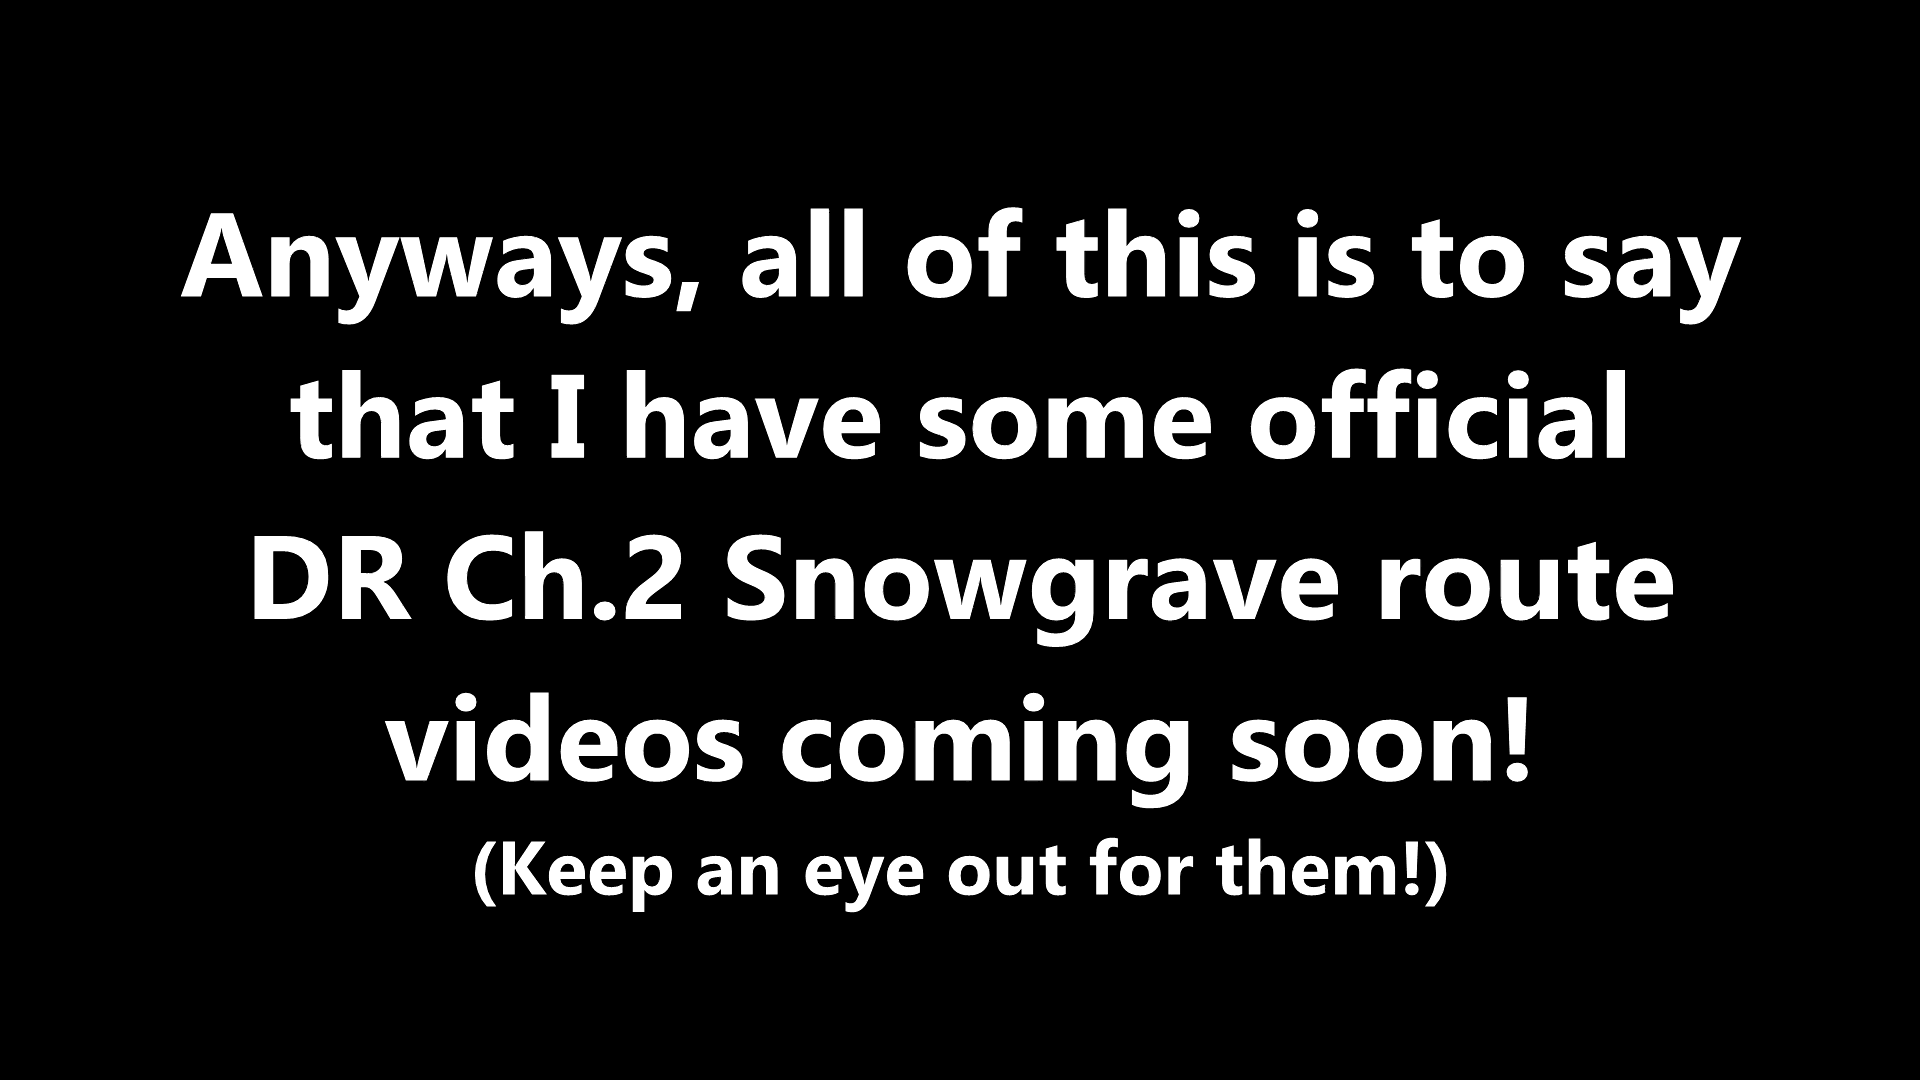 Anyways, all of this is to say
that I have some official
DR Ch.2 Snowgrave route
videos coming soon!
(Keep an eye out for them!)